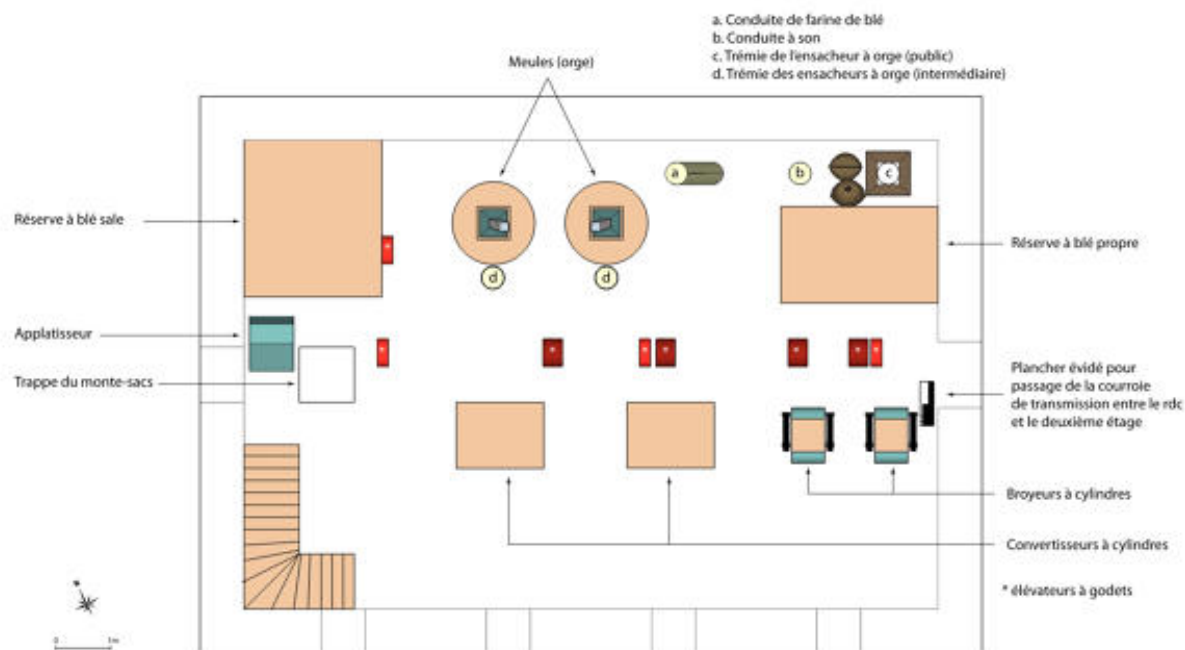 a. Conduite de farine de blé
b. Conduite à son
c. Trémie de l'ensacheur à orge (public)
d. Trémie des ensacheurs à orge (intermédiaire)
Meules (orge)
a
b
c
Réserve à blé sale
Réserve à blé propre
d
d
Applatisseur
Trappe du monte-sacs
Plancher évidé pour
passage de la courroie
de transmission entre le rdc
et le deuxième étage
Broyeurs à cylindres
Convertisseurs à cylindres
* élévateurs à godets
0 1m